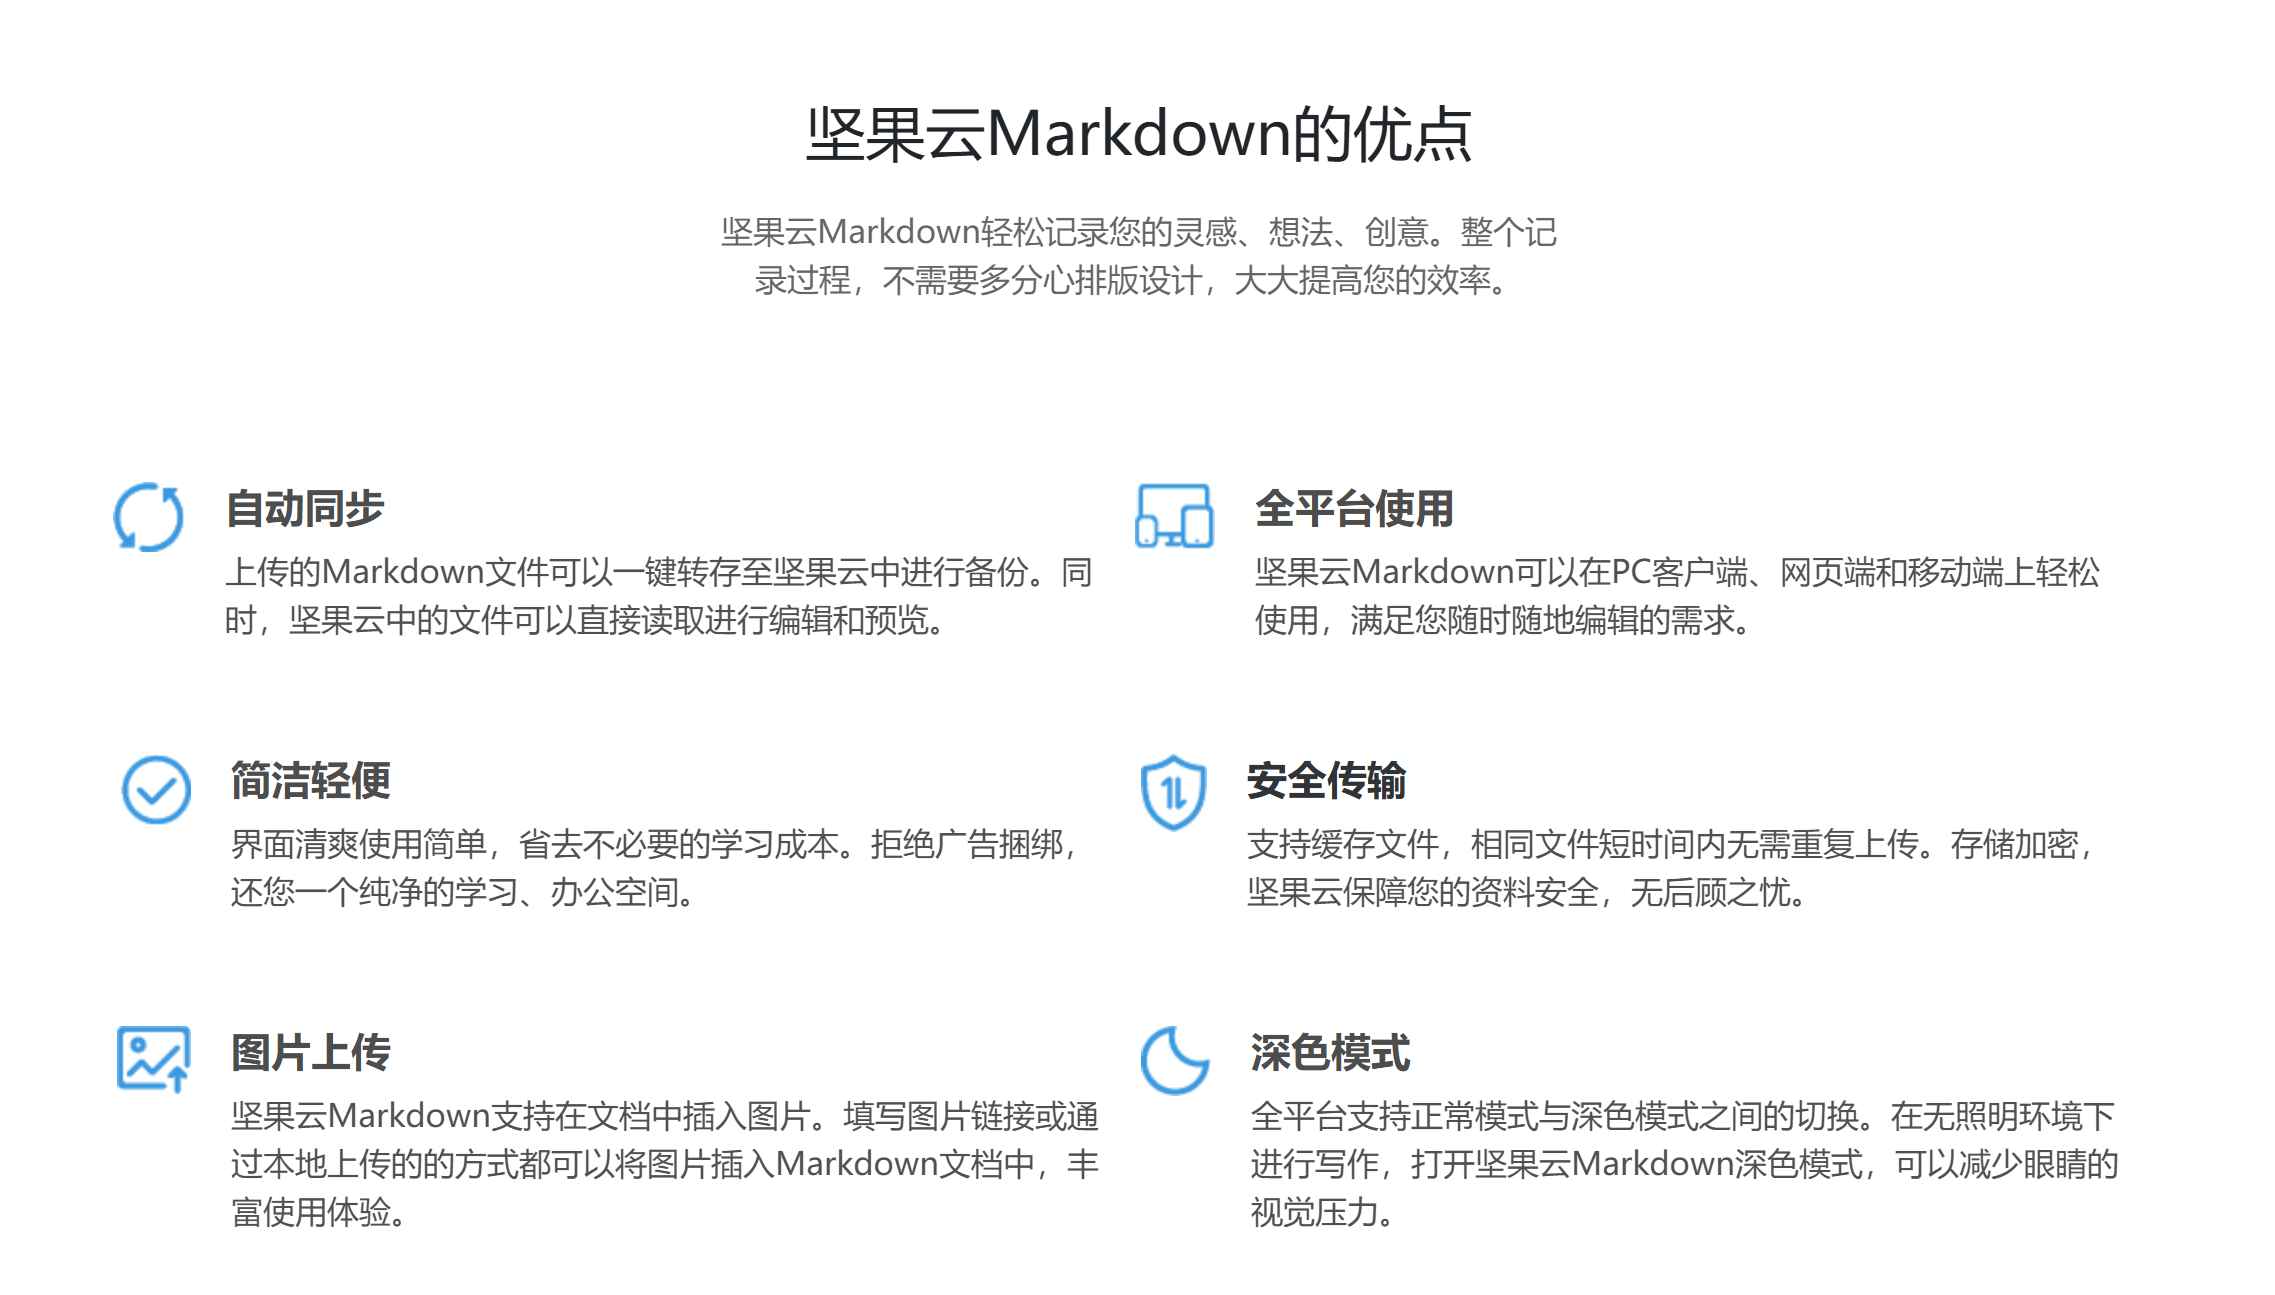 坚果云Markdown的优点
坚果云Markdown轻松记录您的灵感、想法、创意。整个记
录过程，不需要多分心排版设计，大大提高您的效率。
自动同步
上传的Markdown文件可以一键转存至坚果云中进行备份。同
时，坚果云中的文件可以直接读取进行编辑和预览。
全平台使用
坚果云Markdown可以在PC客户端、网页端和移动端上轻松
使用，满足您随时随地编辑的需求。
简洁轻便
界面清爽使用简单，省去不必要的学习成本。拒绝广告捆绑，
还您一个纯净的学习、办公空间。
安全传输
支持缓存文件，相同文件短时间内无需重复上传。存储加密，
坚果云保障您的资料安全，无后顾之忧。
图片上传
坚果云Markdown支持在文档中插入图片。填写图片链接或通
过本地上传的的方式都可以将图片插入Markdown文档中，丰
富使用体验。
深色模式
全平台支持正常模式与深色模式之间的切换。在无照明环境下
进行写作，打开坚果云Markdown深色模式，可以减少眼睛的
视觉压力。